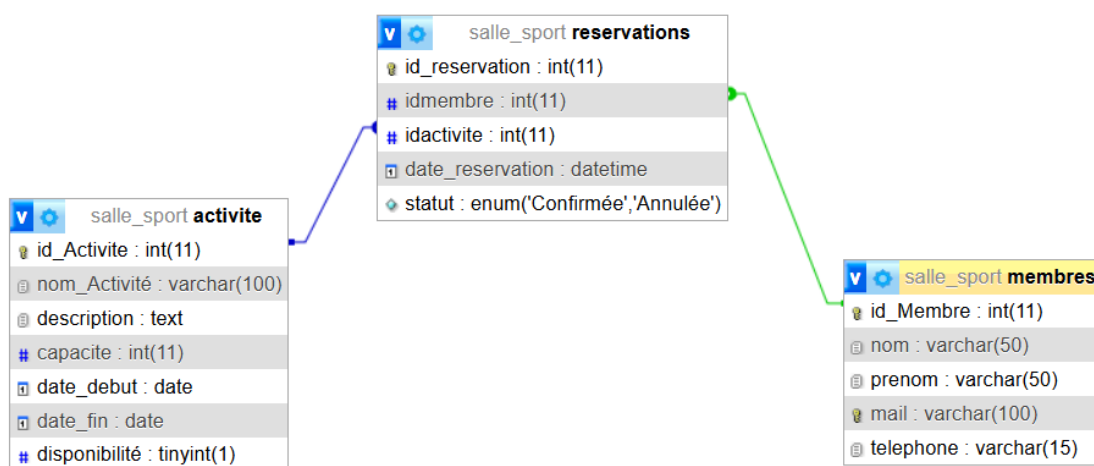 salle_sport reservations
id_reservation : int(11)
idmembre : int(11)
idactivite : int(11)
date_reservation : datetime
statut : enum('Confirmée','Annulée')
salle_sport activite
id_Activite : int(11)
nom_Activité : varchar(100)
description : text
capacite : int(11)
date_debut : date
date_fin : date
disponibilité : tinyint(1)
salle_sport membres
id_Membre : int(11)
nom : varchar(50)
prenom : varchar(50)
mail : varchar(100)
telephone : varchar(15)